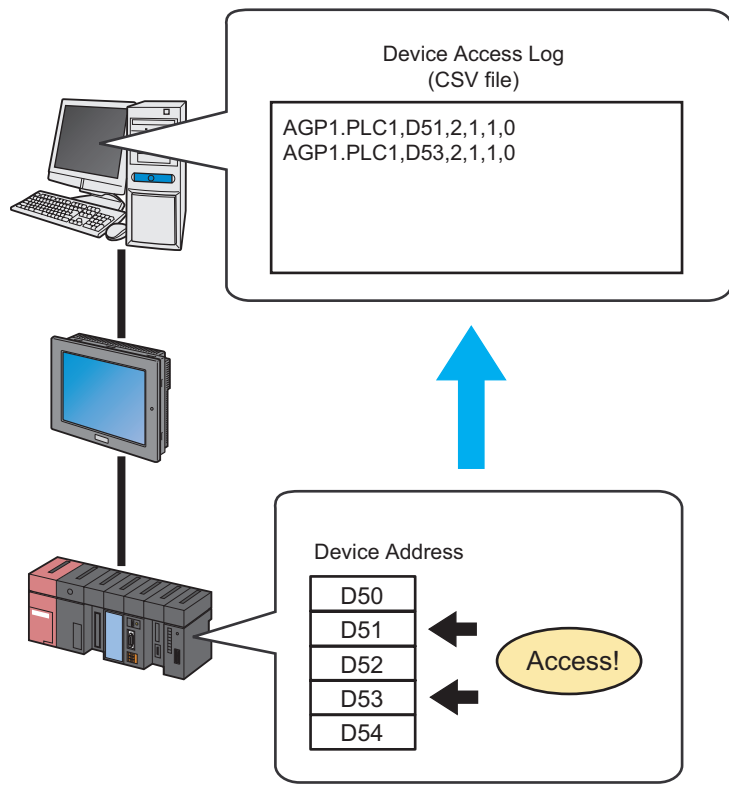 Device Access Log
(CSV file)
AGP1.PLC1,D51,2,1,1,0
AGP1.PLC1,D53,2,1,1,0
Device Address
D50
D51
D52
D53
D54
Access!